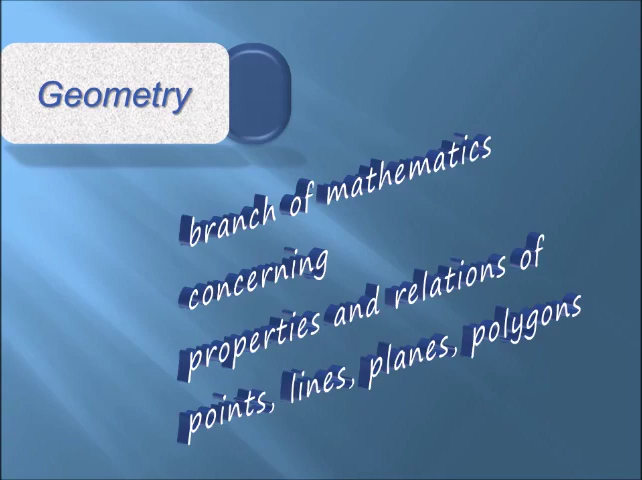 Geometry
branch of mathematics
concerning
properties and relations of
points, lines, planes, polygons